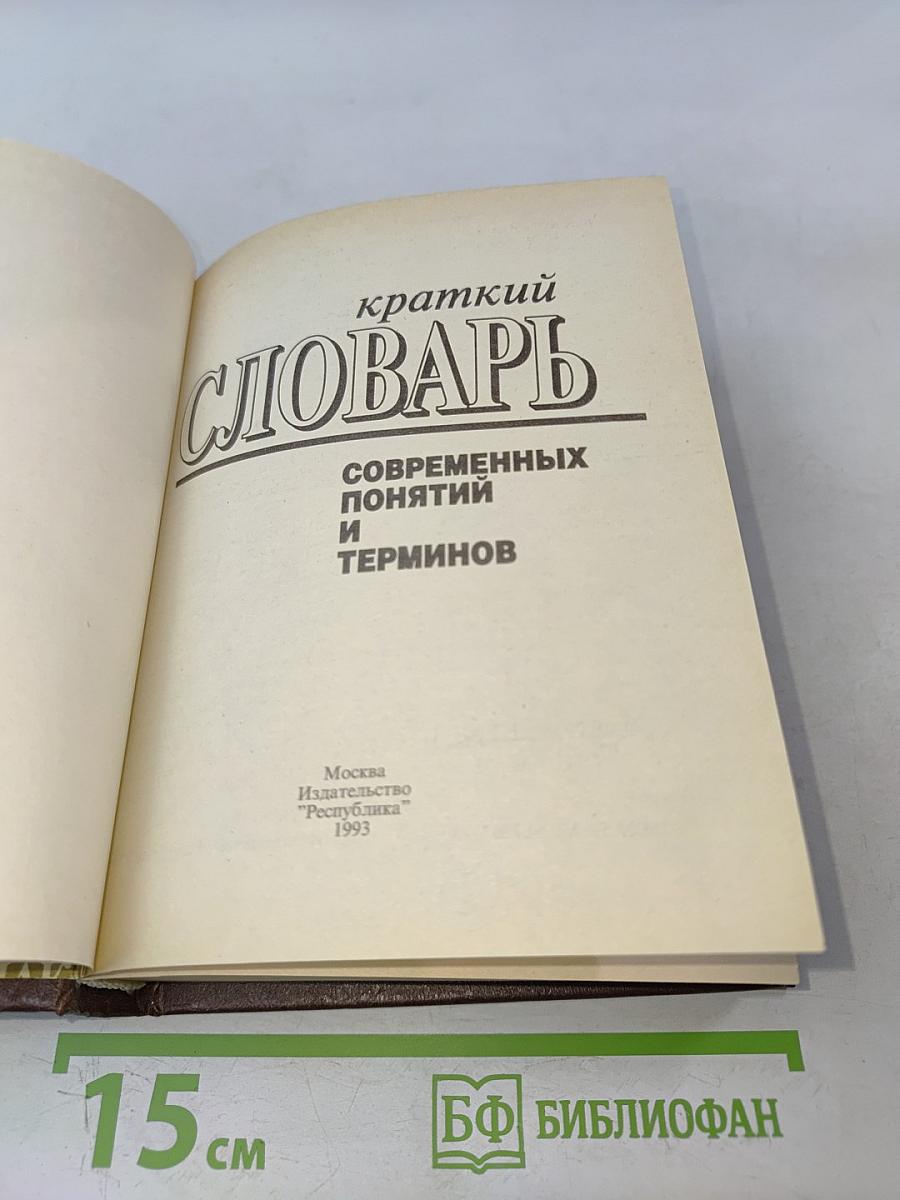 краткий
СЛОВАРЬ
СОВРЕМЕННЫХ
ПОНЯТИЙ
И
ТЕРМИНОВ
Москва
Издательство
"Республика"
1993
15 см
БФ БИБЛИОФАН